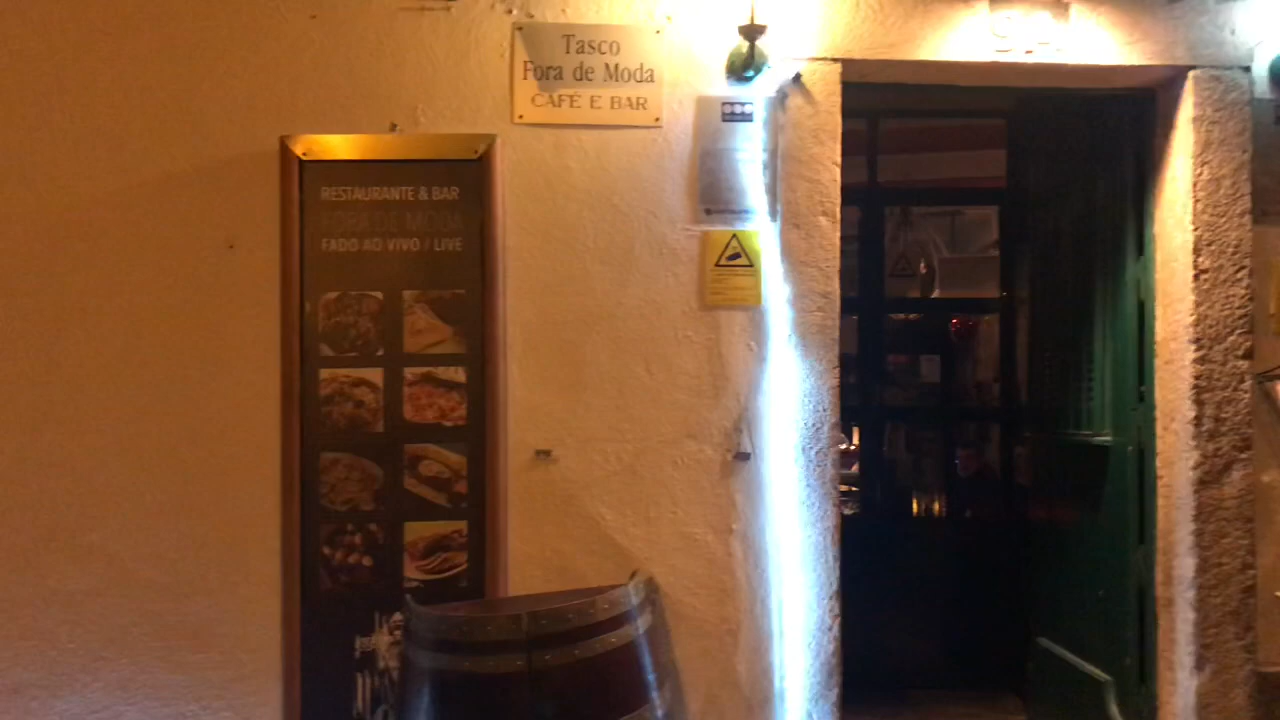 Tasco
Fora de Moda
CAFÉ E BAR
RESTAURANTE & BAR
FORA DE MODA
FADO AO VIVO / LIVE